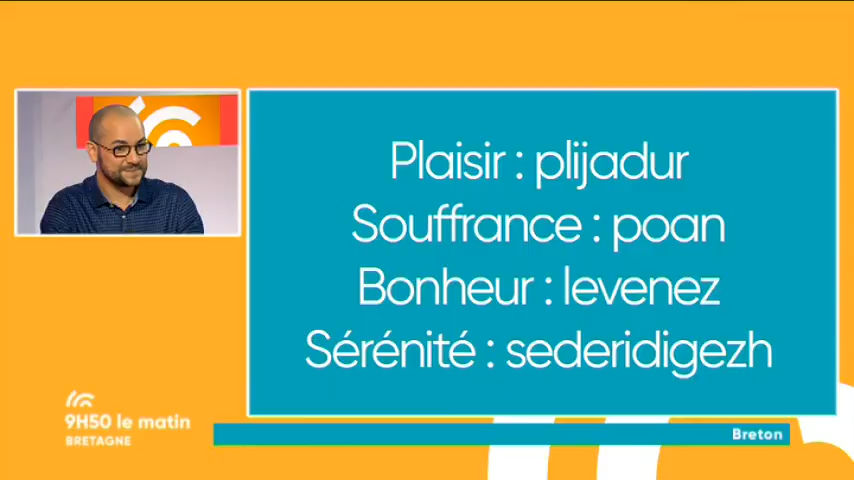 Plaisir : plijadur
Souffrance : poan
Bonheur : levenez
Sérénité : sederidigezh
9H50 le matin
BRETAGNE
Breton